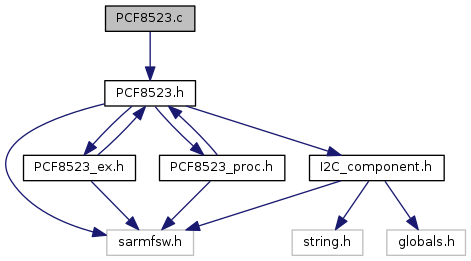 PCF8523.c
PCF8523.h
PCF8523_ex.h
PCF8523_proc.h
I2C_component.h
sarmfsw.h
string.h
globals.h